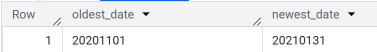 Row oldest_date newest_date
1 20201101 20210131